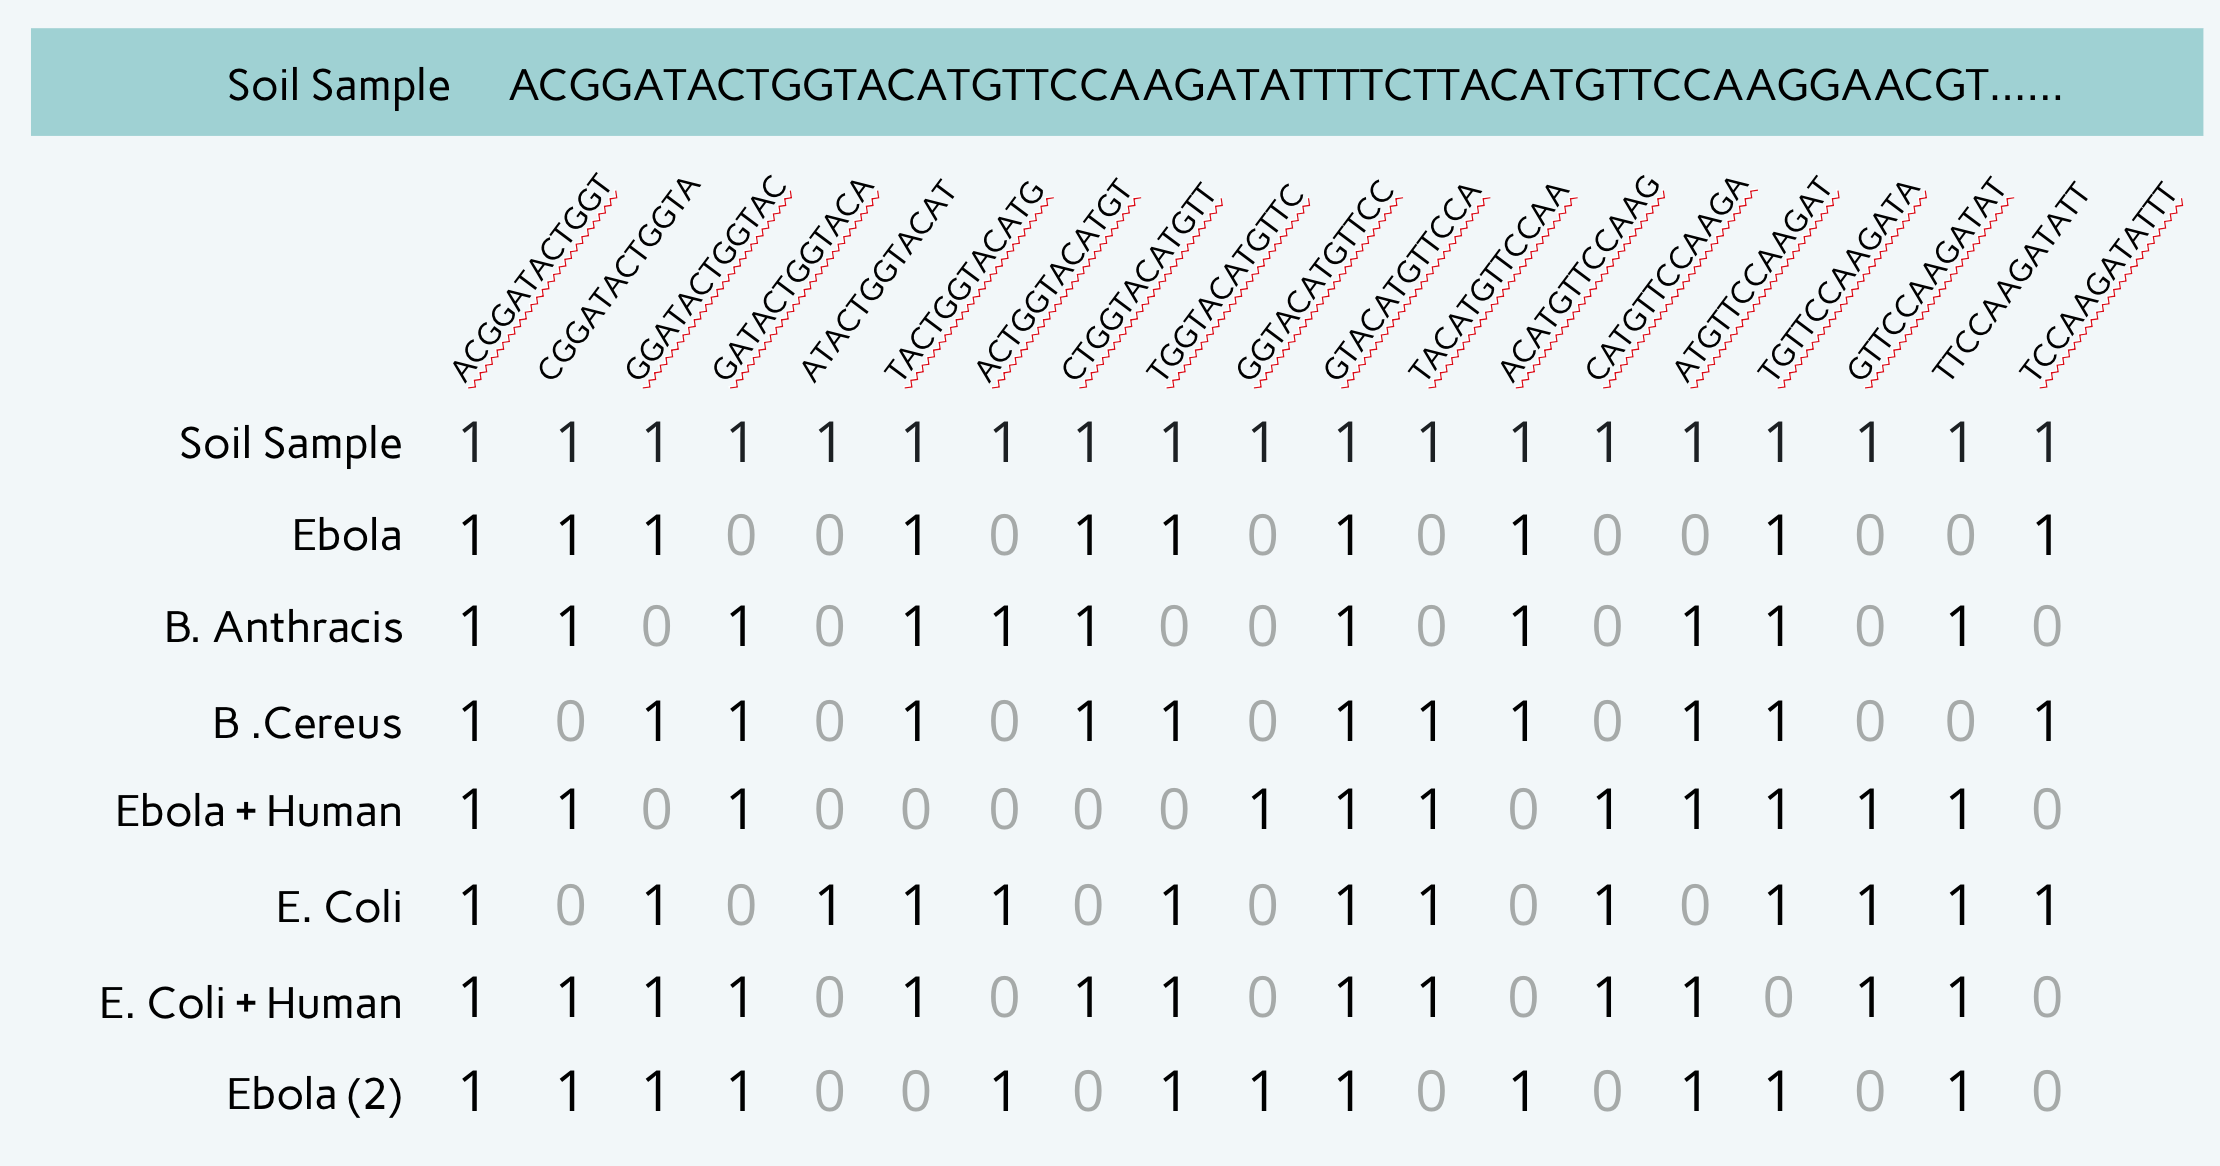 Soil Sample ACGGATACTGGTACATGTTCCAAGATATTTTCTTACATGTTCCAAGGAACGT......
ACGGATACTGGT CGGATACTGGTA GGATACTGGTAC GATACTGGTACA ATACTGGTACAT TACTGGTACATG ACTGGTACATGT CTGGTACATGTT TGGTACATGTTC GGTACATGTTCC GTACATGTTCCA TACATGTTCCAA ACATGTTCCAAG CATGTTCCAAGA ATGTTCCAAGAT TGTTCCAAGATA GTTCCAAGATAT TTCCAAGATATT TCCAAGATATTT
Soil Sample 1 1 1 1 1 1 1 1 1 1 1 1 1 1 1 1 1 1 1
Ebola 1 1 1 0 0 1 0 1 1 0 1 0 1 0 0 1 0 0 1
B. Anthracis 1 1 0 1 0 1 1 1 0 0 1 0 1 0 1 1 0 1 0
B .Cereus 1 0 1 1 0 1 0 1 1 0 1 1 1 0 1 1 0 0 1
Ebola + Human 1 1 0 1 0 0 0 0 0 1 1 1 0 1 1 1 1 1 0
E. Coli 1 0 1 0 1 1 1 0 1 0 1 1 0 1 0 1 1 1 1
E. Coli + Human 1 1 1 1 0 1 0 1 1 0 1 1 0 1 1 0 1 1 0
Ebola (2) 1 1 1 1 0 0 1 0 1 1 1 0 1 0 1 1 0 1 0